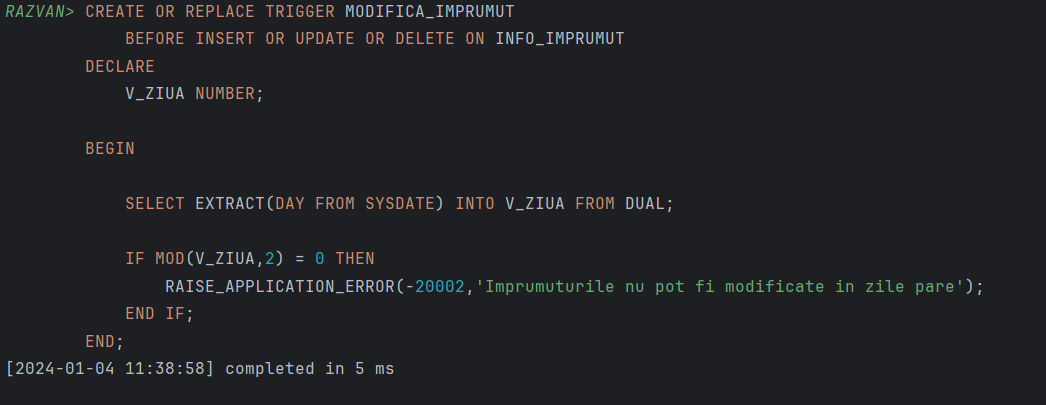 RAZVAN> CREATE OR REPLACE TRIGGER MODIFICA_IMPRUMUT
BEFORE INSERT OR UPDATE OR DELETE ON INFO_IMPRUMUT
DECLARE
V_ZIUA NUMBER;
BEGIN
SELECT EXTRACT(DAY FROM SYSDATE) INTO V_ZIUA FROM DUAL;
IF MOD(V_ZIUA,2) = 0 THEN
RAISE_APPLICATION_ERROR(-20002,'Imprumuturile nu pot fi modificate in zile pare');
END IF;
END;
[2024-01-04 11:38:58] completed in 5 ms